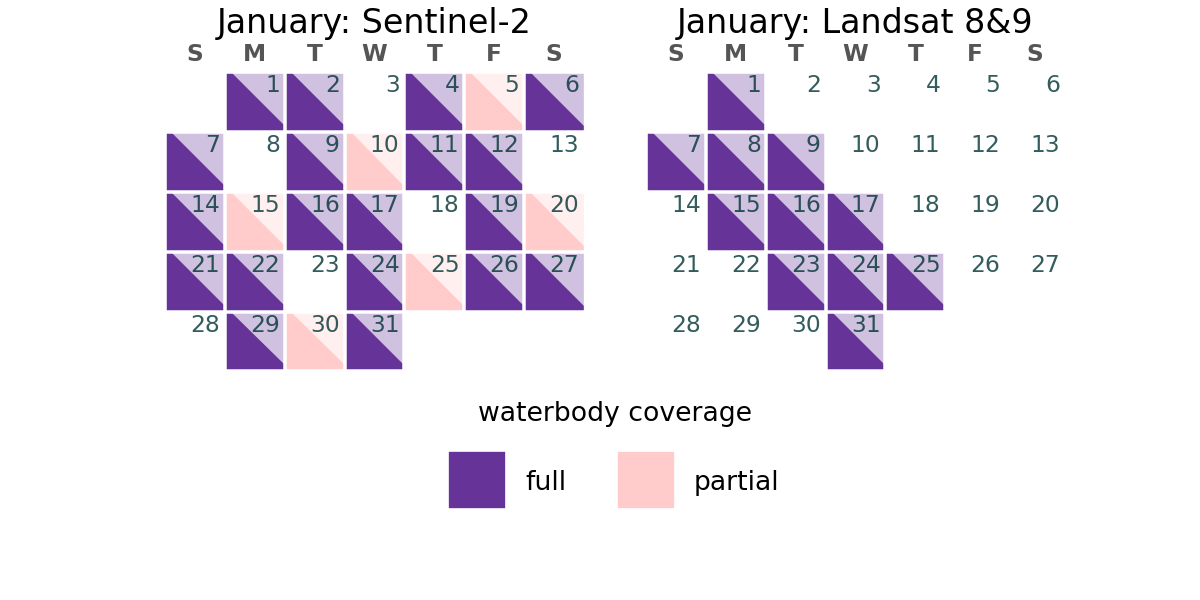 January: Sentinel-2
S M T W T F S
1 2 3 4 5 6
7 8 9 10 11 12 13
14 15 16 17 18 19 20
21 22 23 24 25 26 27
28 29 30 31
January: Landsat 8&9
S M T W T F S
1 2 3 4 5 6
7 8 9 10 11 12 13
14 15 16 17 18 19 20
21 22 23 24 25 26 27
28 29 30 31
waterbody coverage
full partial